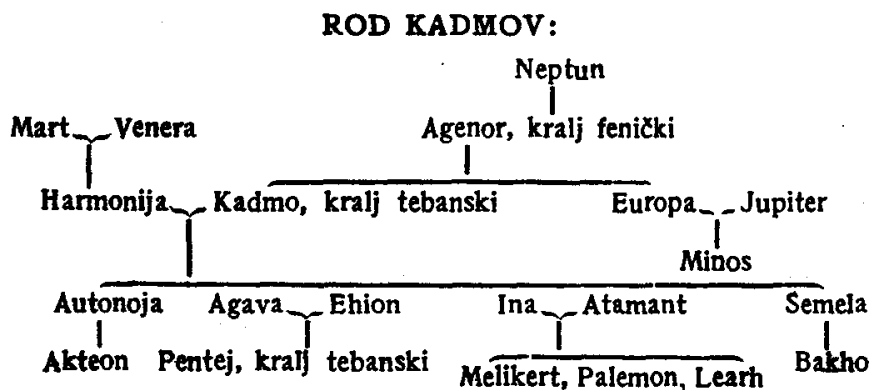 ROD KADMOV:
Neptun
Mart Venera Agenor, kralj fenički
Harmonija Kadmo, kralj tebanski Europa Jupiter
Minos
Autonoja Agava Ehion Ina Atamant Semela
Akteon Pentej, kralj tebanski Melikert, Palemon, Learh Bakho